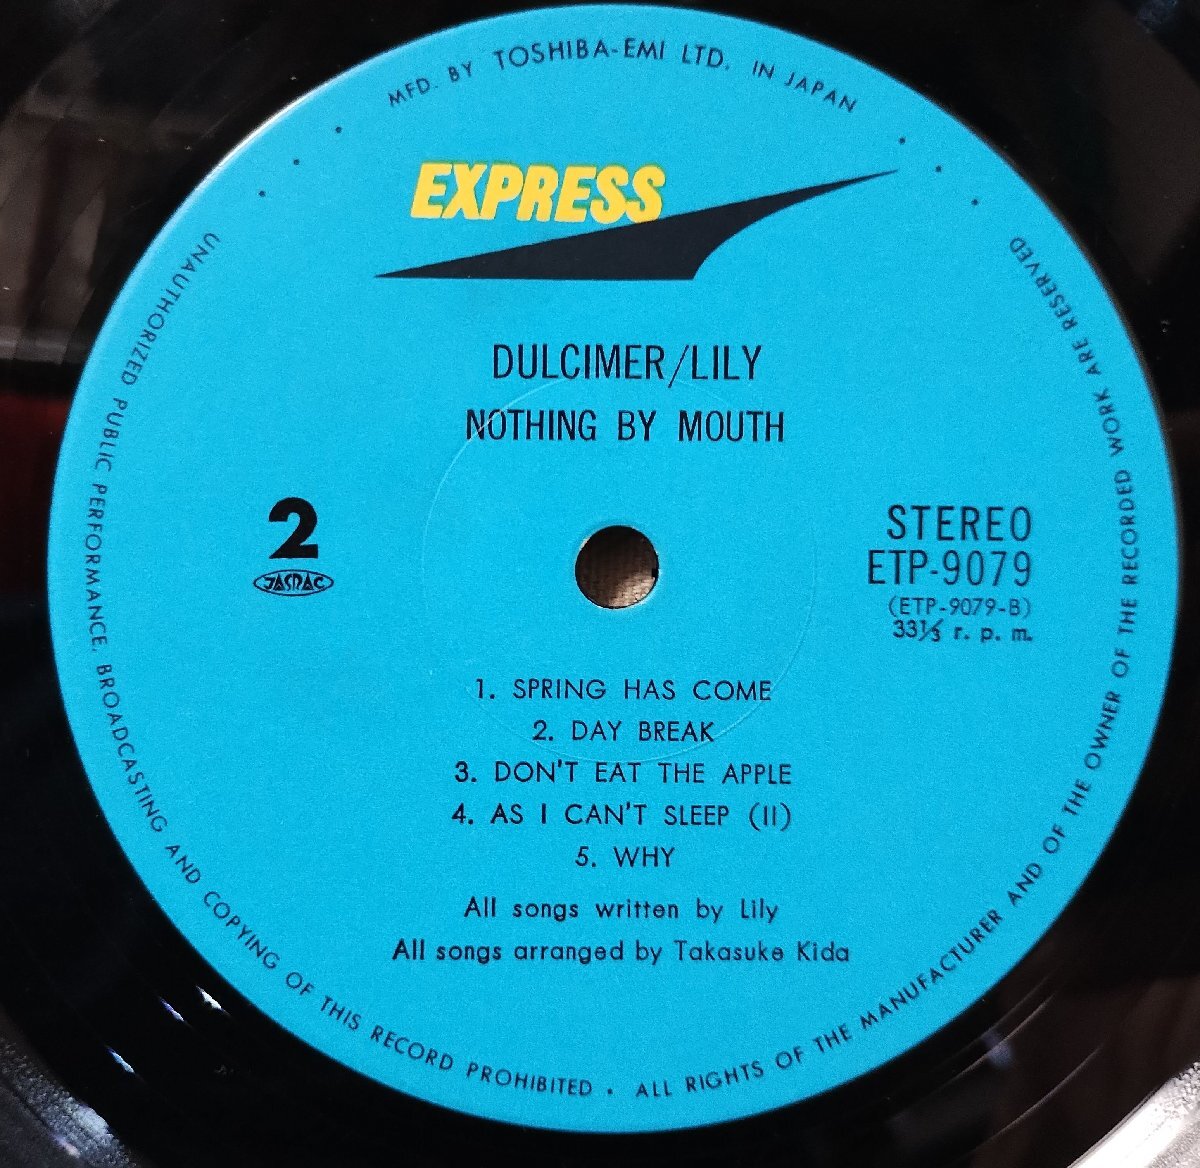 MFD. BY TOSHIBA-EMI LTD. IN JAPAN
EXPRESS
DULCIMER/LILY
NOTHING BY MOUTH
2
JASRAC
STEREO
ETP-9079
(ETP-9079-B)
33⅓ r. p. m.
1. SPRING HAS COME
2. DAY BREAK
3. DON'T EAT THE APPLE
4. AS I CAN'T SLEEP (II)
5. WHY
All songs written by Lily
All songs arranged by Takasuke Kida
UNAUTHORIZED PUBLIC PERFORMANCE. BROADCASTING AND COPYING OF THIS RECORD PROHIBITED • ALL RIGHTS OF THE MANUFACTURER AND OF THE OWNER OF THE RECORDED WORK ARE RESERVED